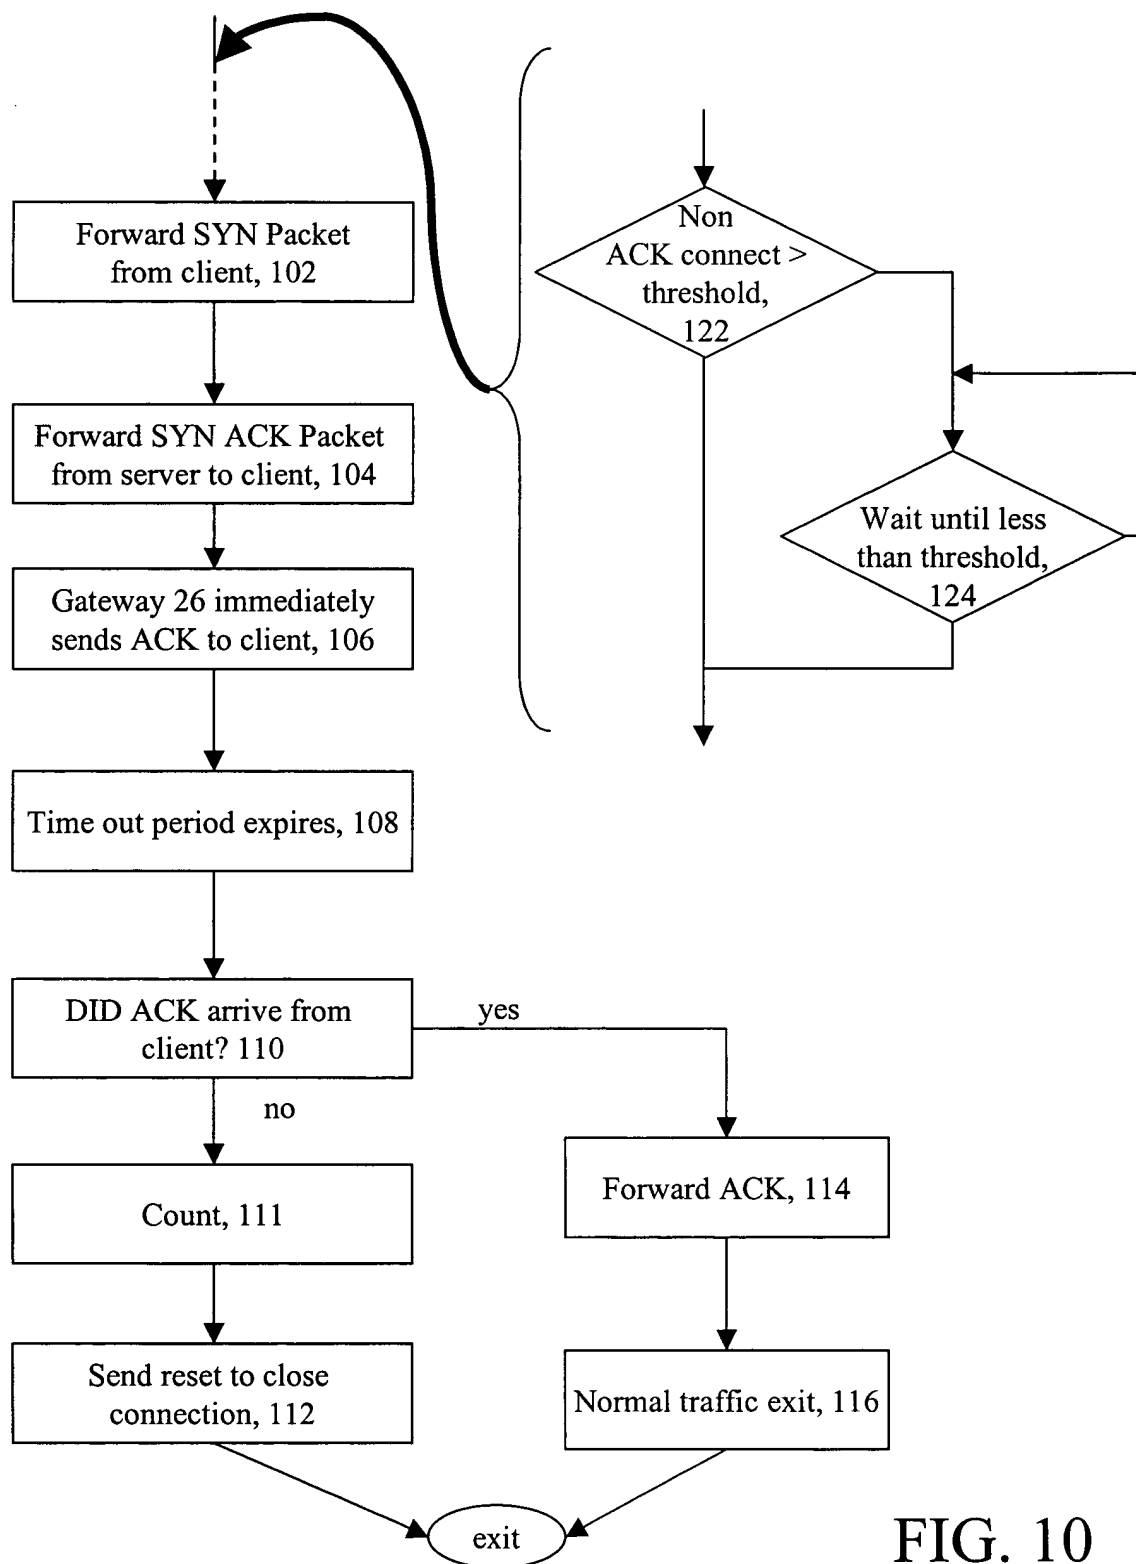 Forward SYN Packet
from client, 102
Forward SYN ACK Packet
from server to client, 104
Gateway 26 immediately
sends ACK to client, 106
Time out period expires, 108
DID ACK arrive from
client? 110
yes
no
Count, 111
Send reset to close
connection, 112
Forward ACK, 114
Normal traffic exit, 116
exit
Non
ACK connect >
threshold,
122
Wait until less
than threshold,
124
FIG. 10